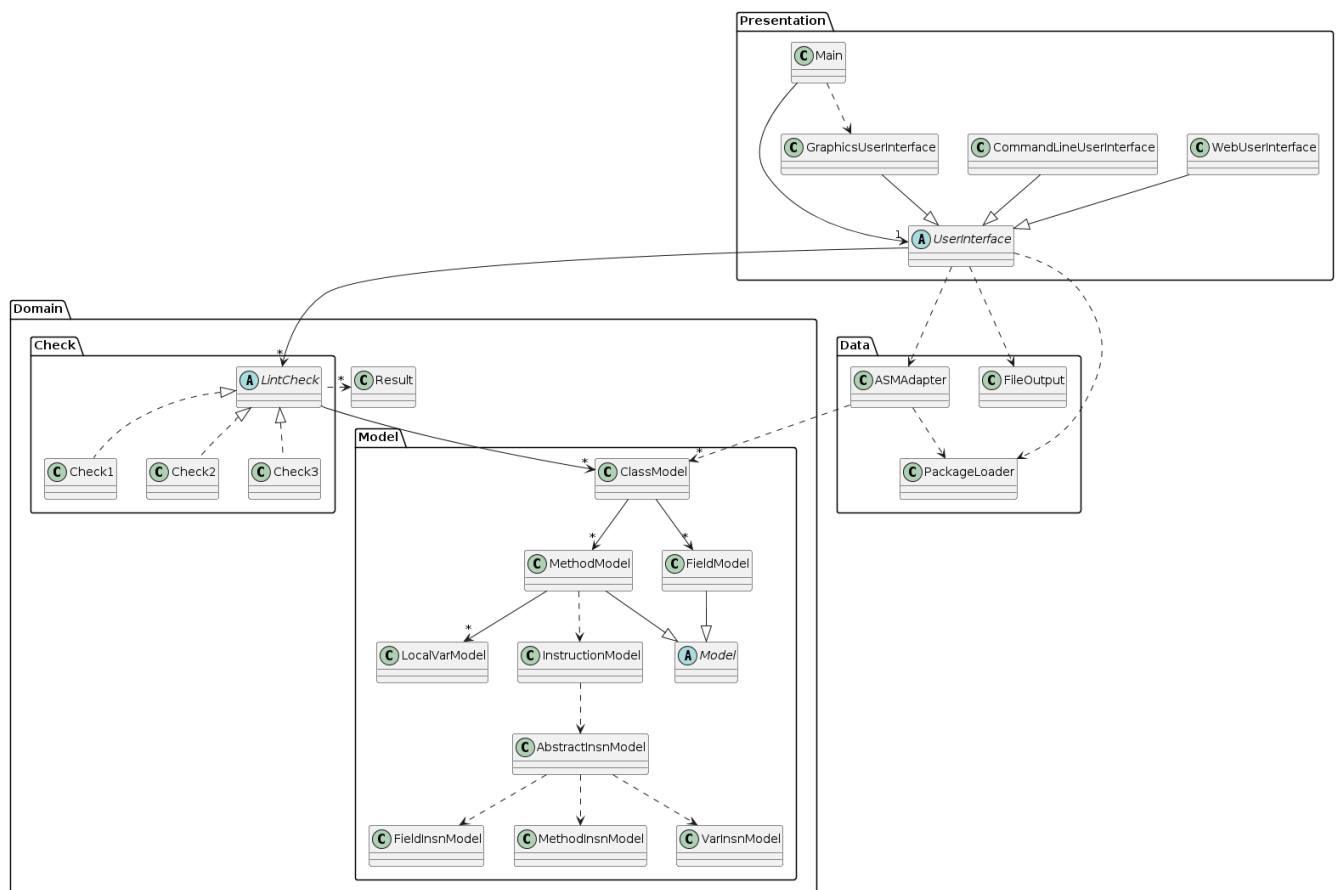 Presentation
C Main
C GraphicsUserInterface
C CommandLineUserInterface
C WebUserInterface
1
A UserInterface
Domain
Check
Data
*
A LintCheck
*
C Result
C ASMAdapter
C FileOutput
Model
*
*
C Check1
C Check2
C Check3
C ClassModel
C PackageLoader
*
*
C MethodModel
C FieldModel
*
C LocalVarModel
C InstructionModel
A Model
C AbstractInsnModel
C FieldInsnModel
C MethodInsnModel
C VarInsnModel